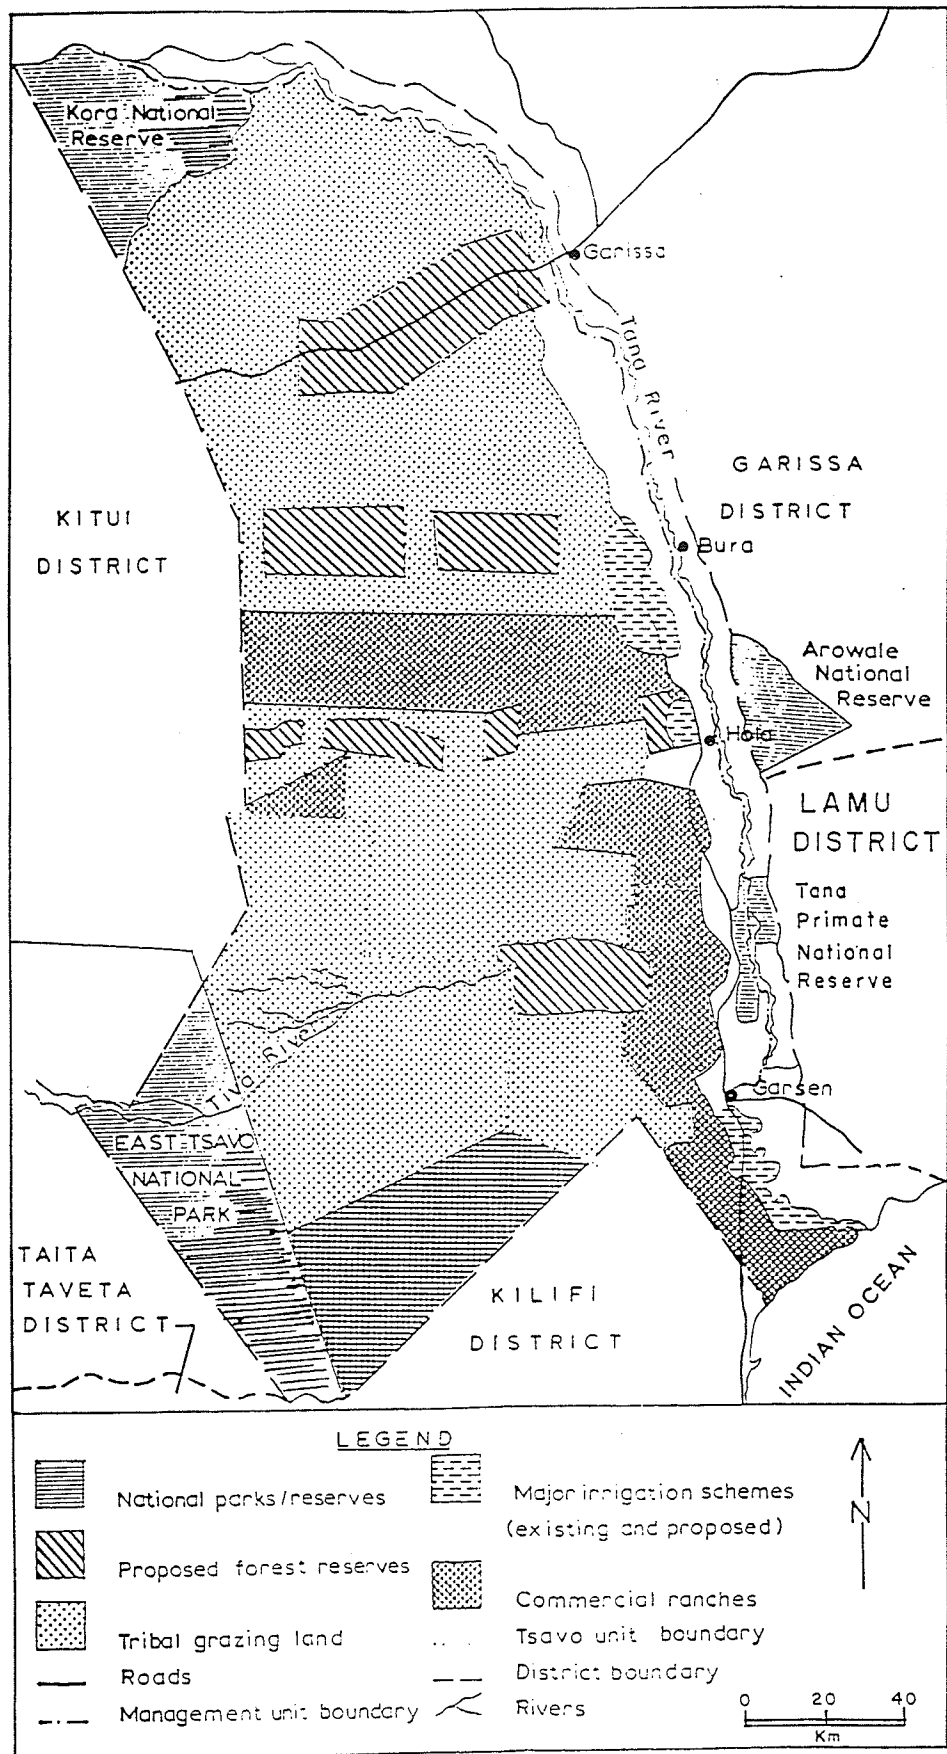 Kora National
Reserve
Garissa
Tana River
GARISSA
DISTRICT
KITUI
DISTRICT
Bura
Arowale
National
Reserve
Hola
LAMU
DISTRICT
Tana
Primate
National
Reserve
Tiva River
Garsen
EAST-TSAVO
NATIONAL
PARK
TAITA
TAVETA
DISTRICT
KILIFI
DISTRICT
INDIAN OCEAN
LEGEND
National parks/reserves
Major irrigation schemes
(existing and proposed)
Proposed forest reserves
Commercial ranches
Tribal grazing land
Tsavo unit boundary
Roads
District boundary
Management unit boundary
Rivers
N
0 20 40
Km